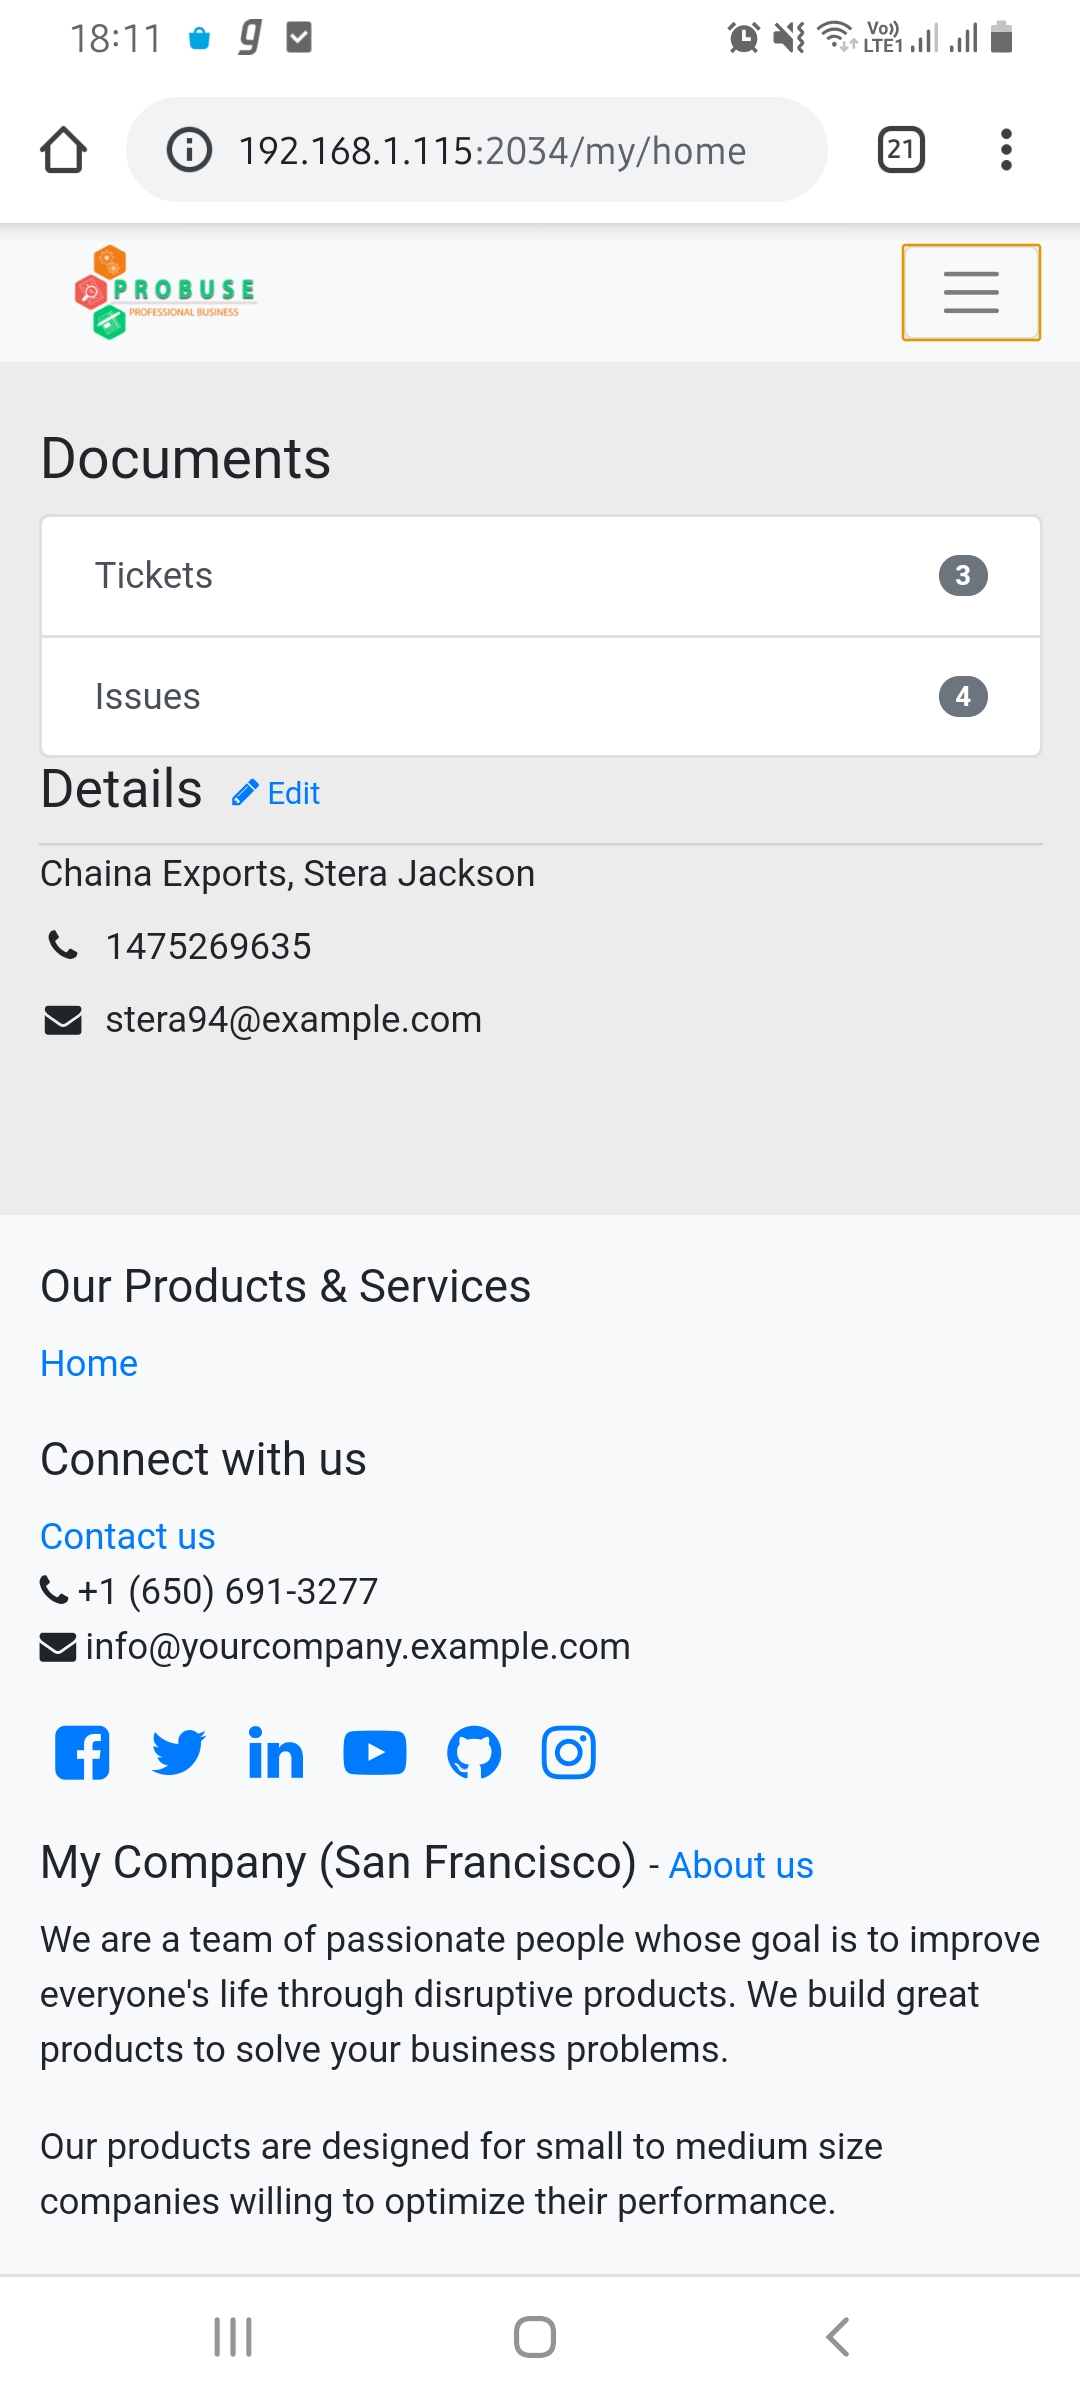 18:11
Vo))
LTE1
192.168.1.115:2034/my/home
21
PROBUSE
PROFESSIONAL BUSINESS
Documents
Tickets 3
Issues 4
Details Edit
Chaina Exports, Stera Jackson
1475269635
stera94@example.com
Our Products & Services
Home
Connect with us
Contact us
+1 (650) 691-3277
info@yourcompany.example.com
My Company (San Francisco) - About us
We are a team of passionate people whose goal is to improve
everyone's life through disruptive products. We build great
products to solve your business problems.
Our products are designed for small to medium size
companies willing to optimize their performance.